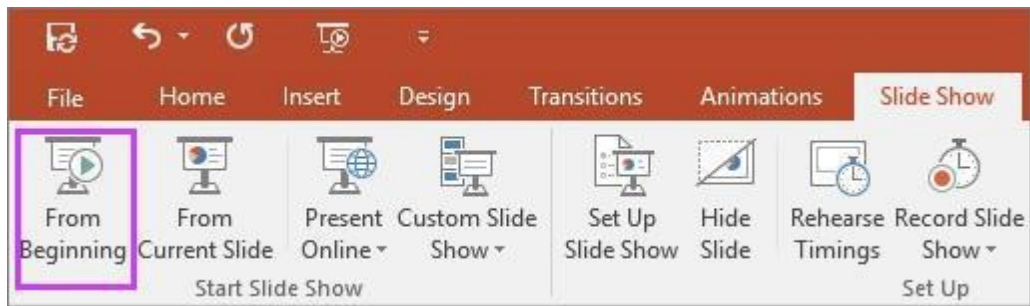 File Home Insert Design Transitions Animations Slide Show
From From Present Custom Slide Set Up Hide Rehearse Record Slide
Beginning Current Slide Online Show Slide Show Slide Timings Show
Start Slide Show Set Up